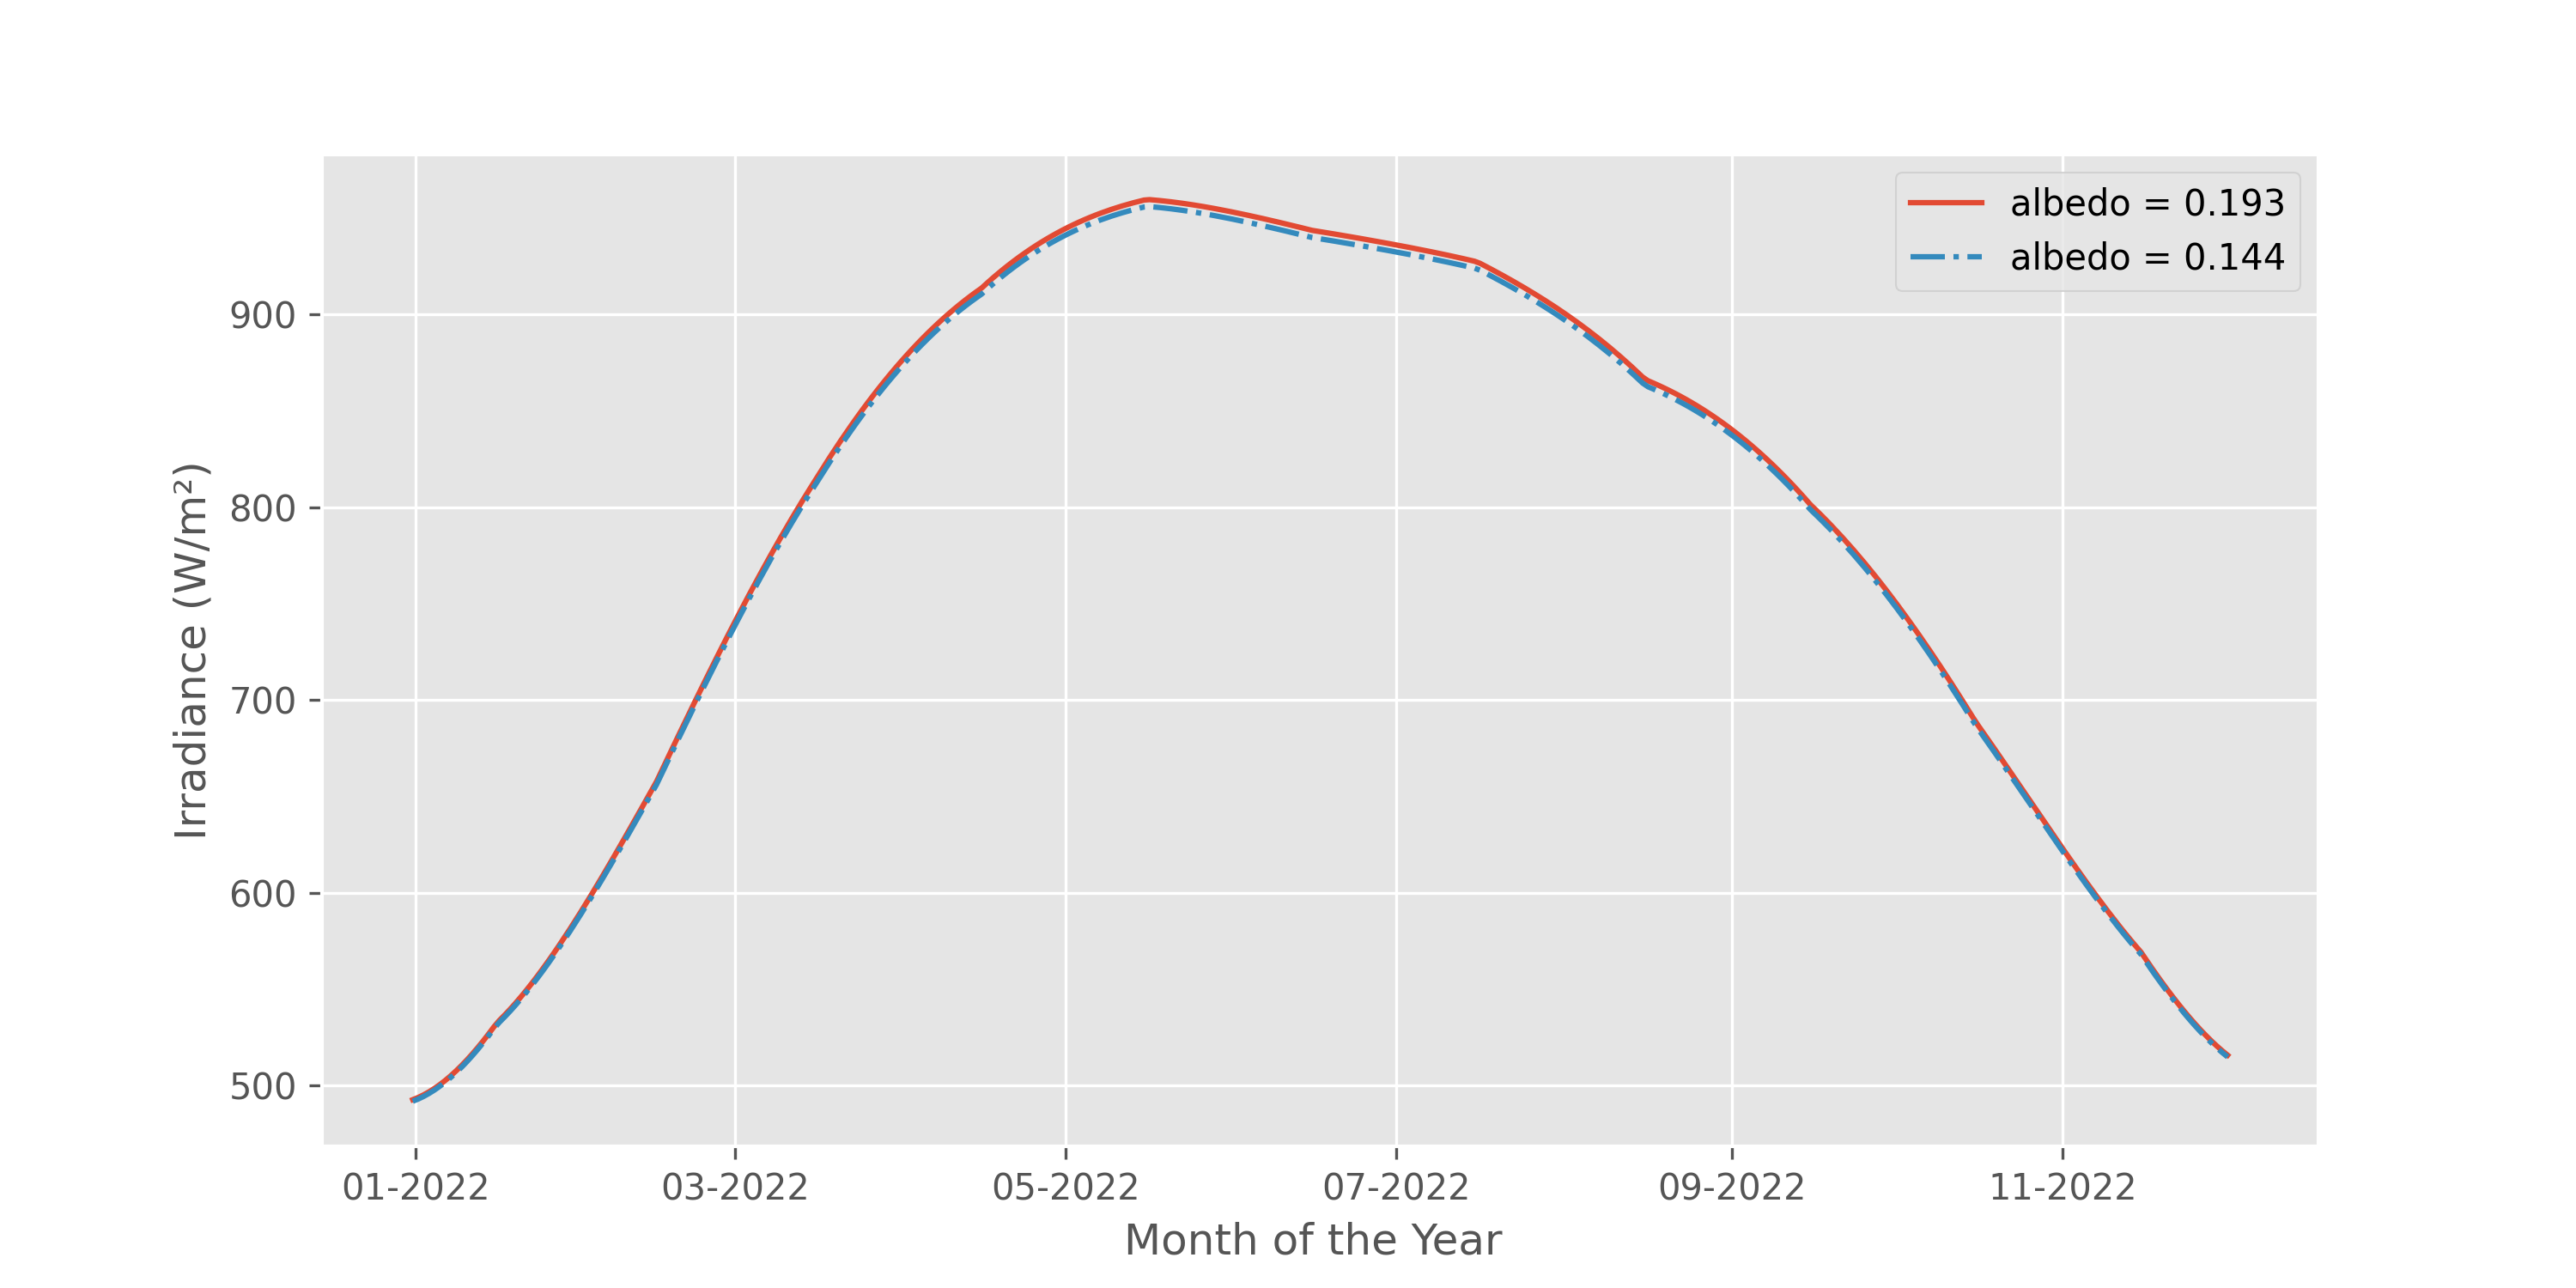 albedo = 0.193
albedo = 0.144
Irradiance (W/m²)
900
800
700
600
500
01-2022 03-2022 05-2022 07-2022 09-2022 11-2022
Month of the Year